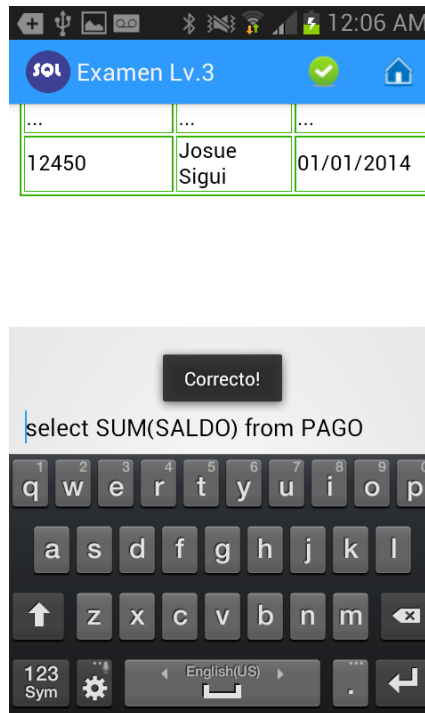 12:06 AM
SQL Examen Lv.3
... ... ...
12450 Josue 01/01/2014
Sigui
Correcto!
select SUM(SALDO) from PAGO
1 2 3 4 5 6 7 8 9
q w e r t y u i o p
a s d f g h j k l
z x c v b n m
123 English(US) ...
Sym .